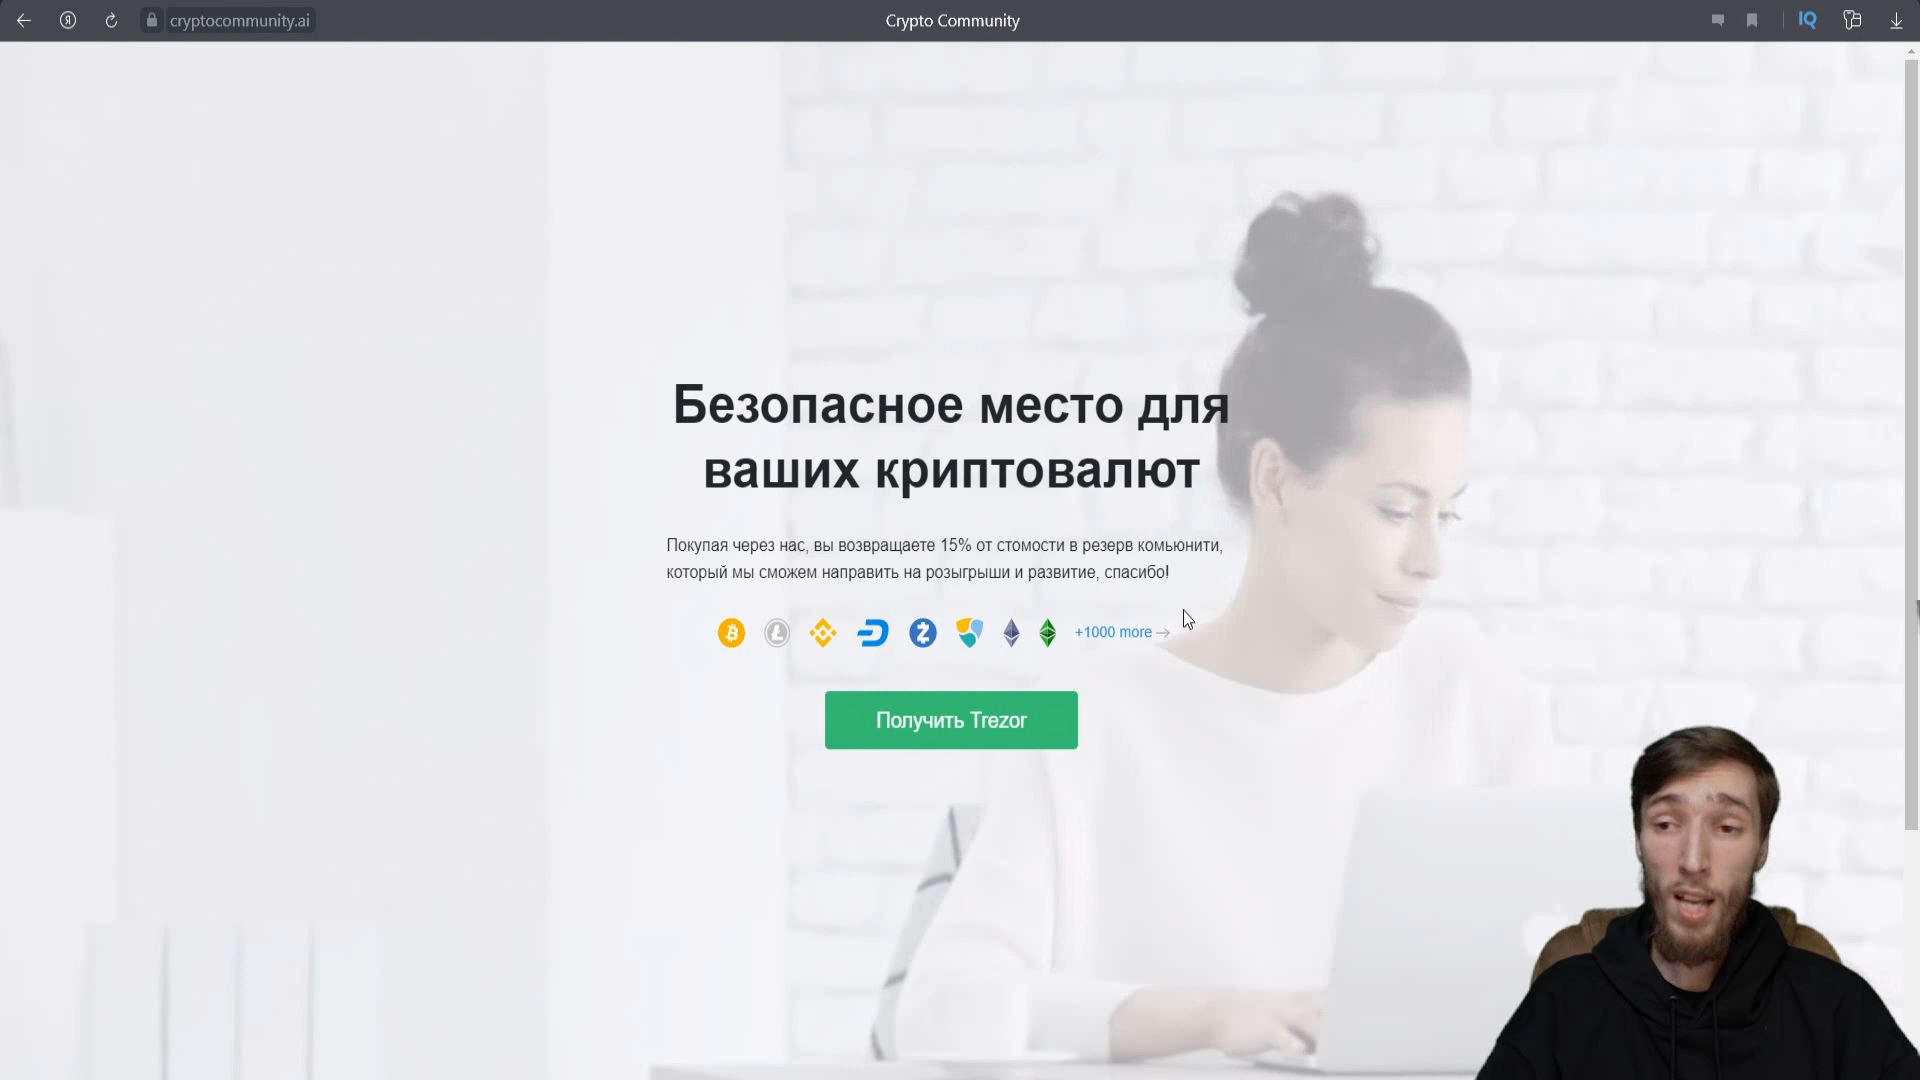 cryptocommunity.ai
Crypto Community
IQ
Безопасное место для
ваших криптовалют
Покупая через нас, вы возвращаете 15% от стомости в резерв комьюнити,
который мы сможем направить на розыгрыши и развитие, спасибо!
+1000 more →
Получить Trezor